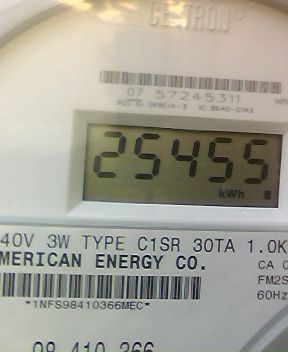 CENTRON®
07 57245311
25455
kWh
40V 3W TYPE C1SR 30TA 1.0K
MERICAN ENERGY CO.
CA 0
FM2S
*1NFS98410366MEC*
60Hz
98 410 366